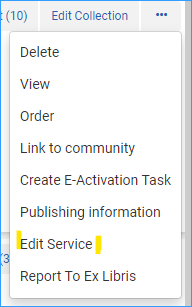 (10) Edit Collection
Delete
View
Order
Link to community
Create E-Activation Task
Publishing information
Edit Service
Report To Ex Libris